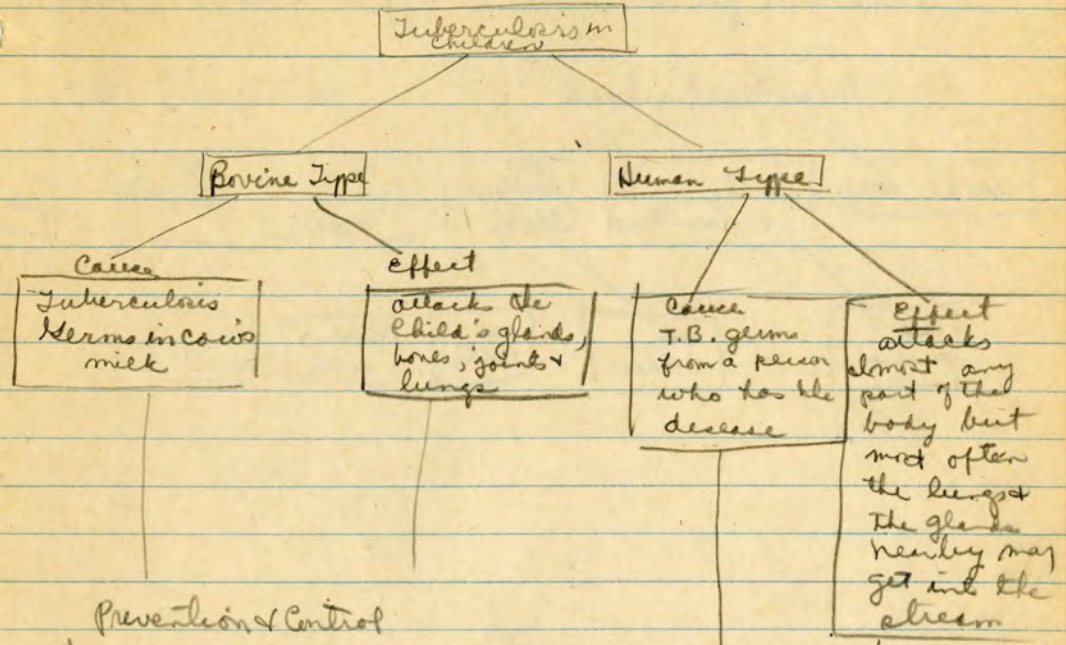 Tuberculosis in
Children
Bovine Type
Human Type
Cause
Tuberculosis
Germs in cow's
milk
Effect
attacks the
Child's glands,
bones, joints &
lungs
Cause
T.B. germs
from a person
who has the
disease
Effect
attacks
almost any
part of the
body but
most often
the lungs &
the glands
nearby may
get into the
stream
Prevention & Control